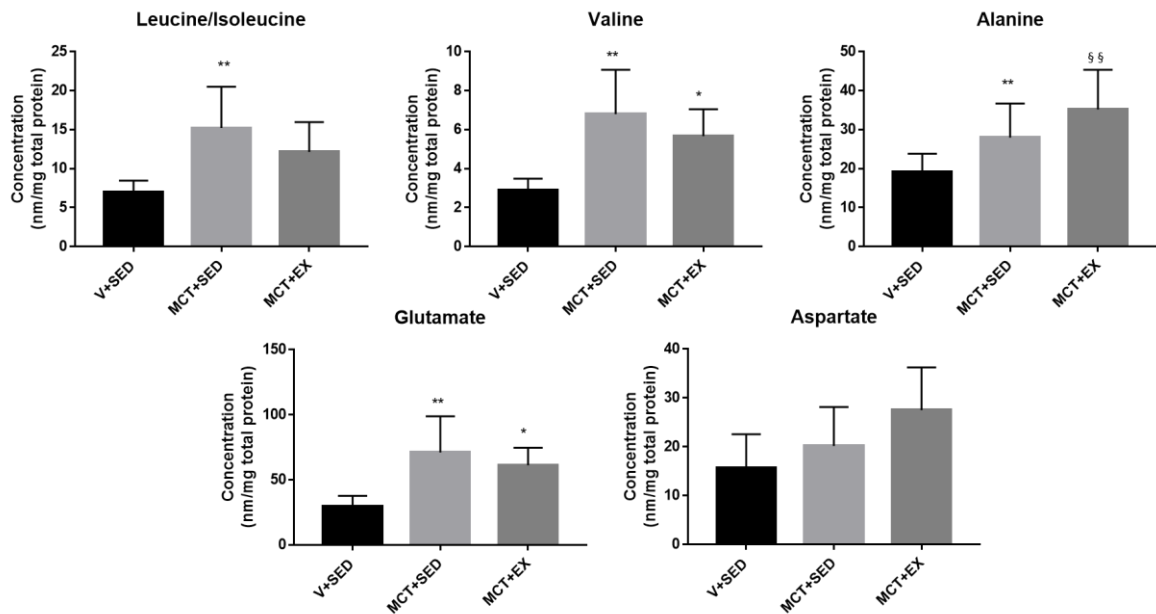 Leucine/Isoleucine
Concentration
(nm/mg total protein)
25
20
15
10
5
0
**
V+SED
MCT+SED
MCT+EX
Valine
Concentration
(nm/mg total protein)
10
8
6
4
2
0
**
*
V+SED
MCT+SED
MCT+EX
Alanine
Concentration
(nm/mg total protein)
50
40
30
20
10
0
**
§ §
V+SED
MCT+SED
MCT+EX
Glutamate
Concentration
(nm/mg total protein)
150
100
50
0
**
*
V+SED
MCT+SED
MCT+EX
Aspartate
Concentration
(nm/mg total protein)
40
30
20
10
0
V+SED
MCT+SED
MCT+EX